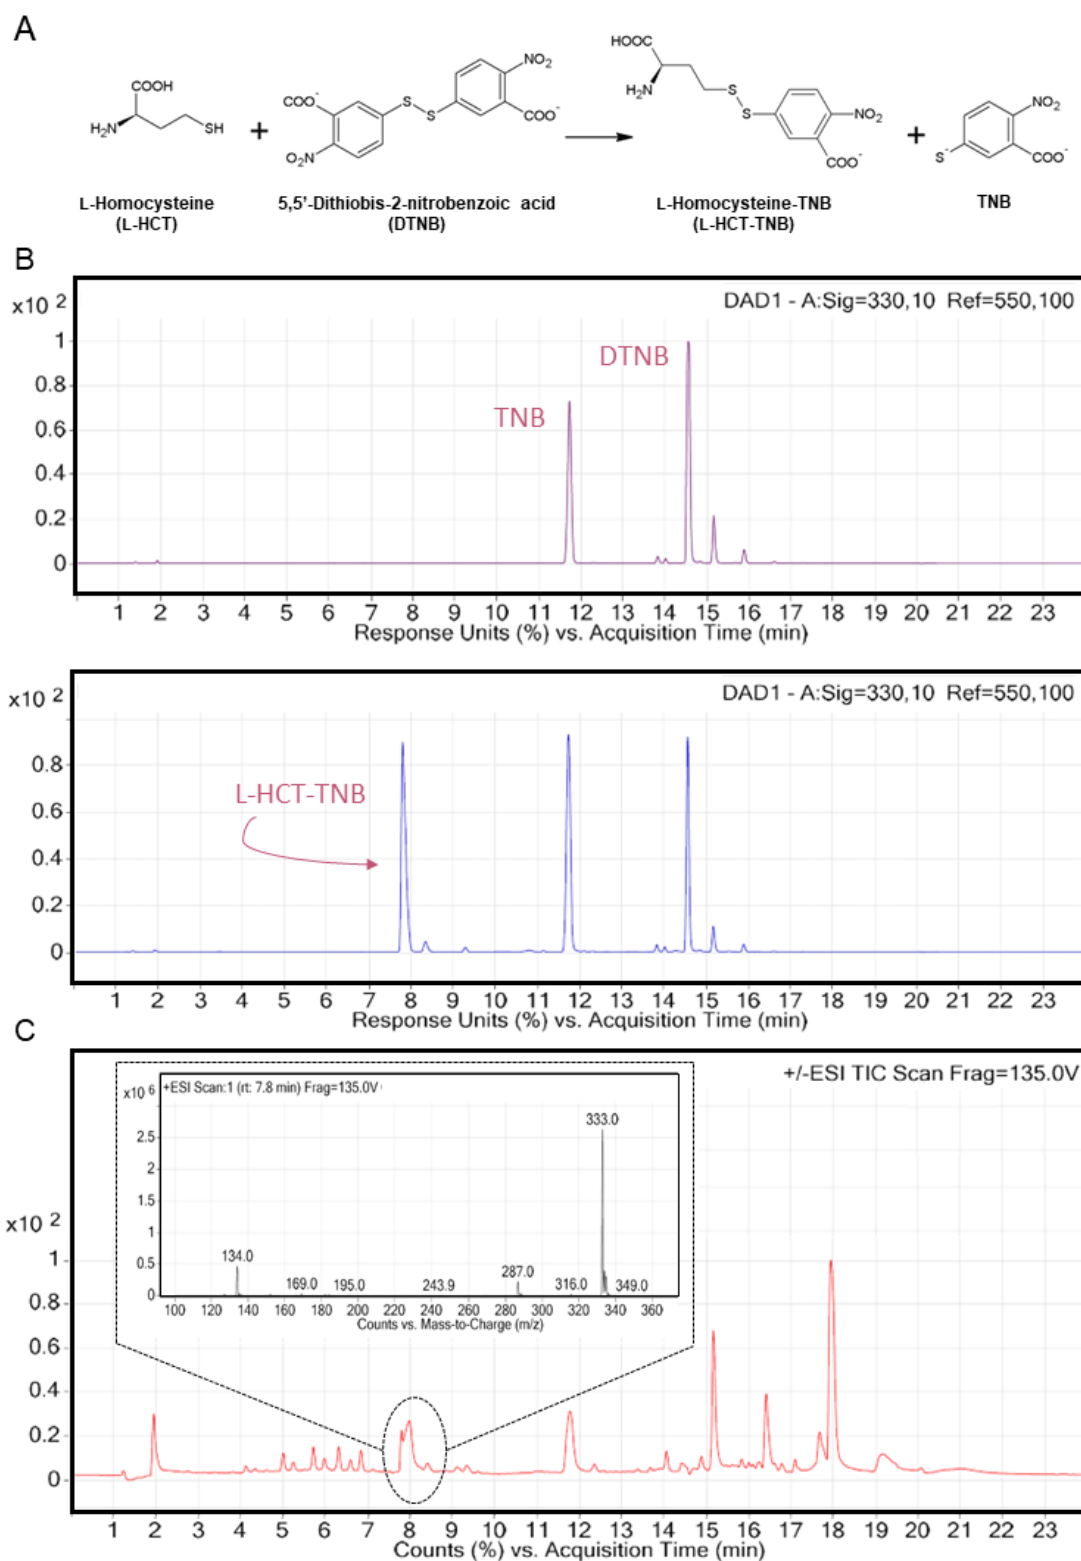 A
COOH
H₂N
SH
+
COO⁻
S
S
NO₂
COO⁻
O₂N
HOOC
H₂N
S
S
NO₂
COO⁻
+
NO₂
S⁻
COO⁻
L-Homocysteine
(L-HCT)
5,5'-Dithiobis-2-nitrobenzoic acid
(DTNB)
L-Homocysteine-TNB
(L-HCT-TNB)
TNB
B
x10 2
DAD1 - A:Sig=330,10 Ref=550,100
1
0.8
0.6
0.4
0.2
0
TNB
DTNB
1 2 3 4 5 6 7 8 9 10 11 12 13 14 15 16 17 18 19 20 21 22 23
Response Units (%) vs. Acquisition Time (min)
x10 2
DAD1 - A:Sig=330,10 Ref=550,100
0.8
0.6
0.4
0.2
0
L-HCT-TNB
1 2 3 4 5 6 7 8 9 10 11 12 13 14 15 16 17 18 19 20 21 22 23
Response Units (%) vs. Acquisition Time (min)
C
+/-ESI TIC Scan Frag=135.0V
x10 2
1
0.8
0.6
0.4
0.2
0
+ESI Scan:1 (rt: 7.8 min) Frag=135.0V
x10 6
2.5
2
1.5
1
0.5
0
134.0
169.0
195.0
243.9
287.0
316.0
333.0
349.0
100 120 140 160 180 200 220 240 260 280 300 320 340 360
Counts vs. Mass-to-Charge (m/z)
1 2 3 4 5 6 7 8 9 10 11 12 13 14 15 16 17 18 19 20 21 22 23
Counts (%) vs. Acquisition Time (min)